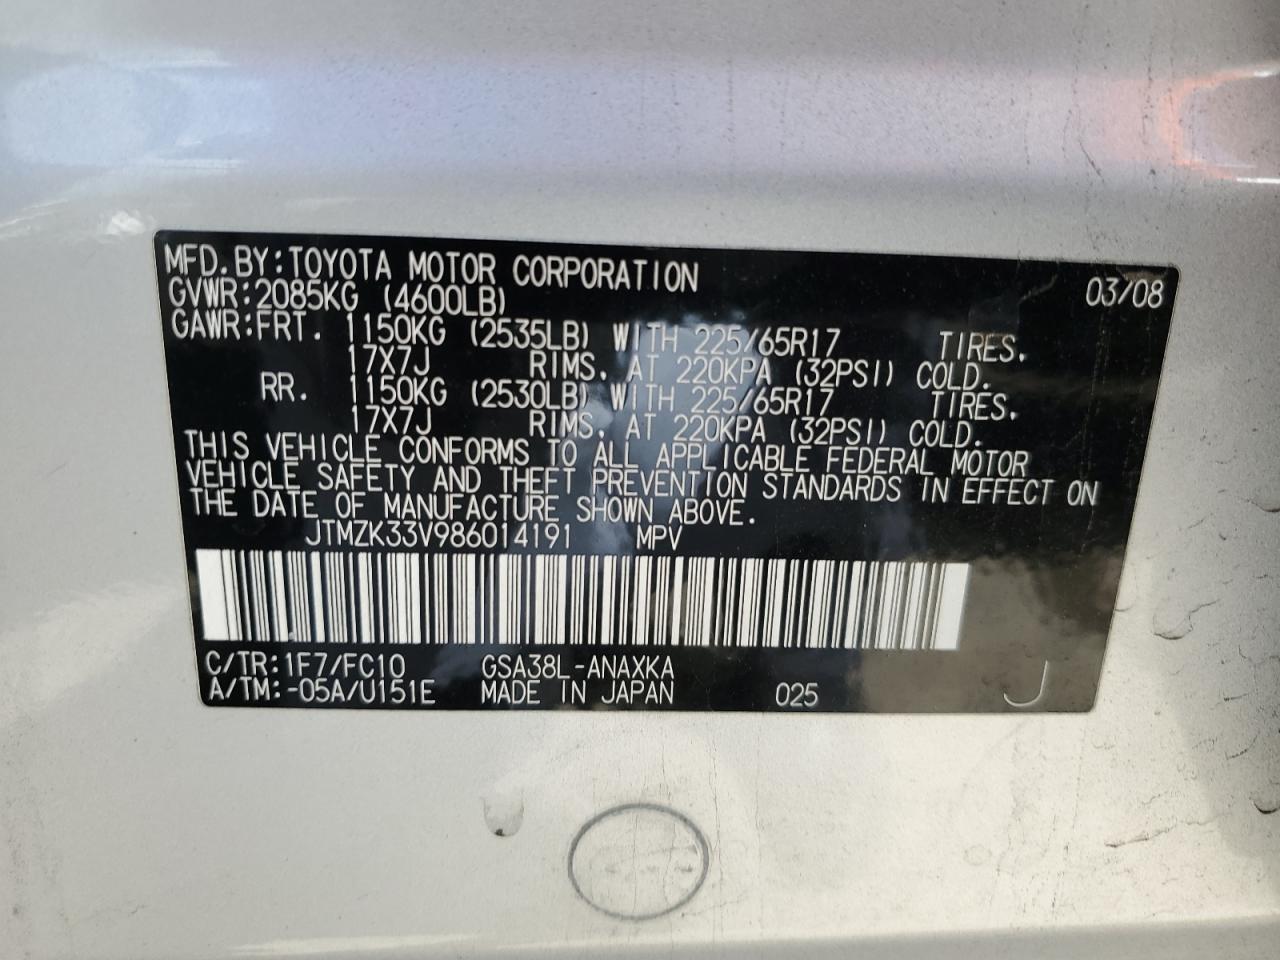 MFD. BY: TOYOTA MOTOR CORPORATION 03/08
GVWR: 2085KG (4600LB)
GAWR: FRT. 1150KG (2535LB) WITH 225/65R17 TIRES,
17X7J RIMS, AT 220KPA (32PSI) COLD.
RR. 1150KG (2530LB) WITH 225/65R17 TIRES,
17X7J RIMS, AT 220KPA (32PSI) COLD.
THIS VEHICLE CONFORMS TO ALL APPLICABLE FEDERAL MOTOR
VEHICLE SAFETY AND THEFT PREVENTION STANDARDS IN EFFECT ON
THE DATE OF MANUFACTURE SHOWN ABOVE.
JTMZK33V986014191 MPV
C/TR: 1F7/FC10 GSA38L-ANAXKA
A/TM: -05A/U151E MADE IN JAPAN 025 J